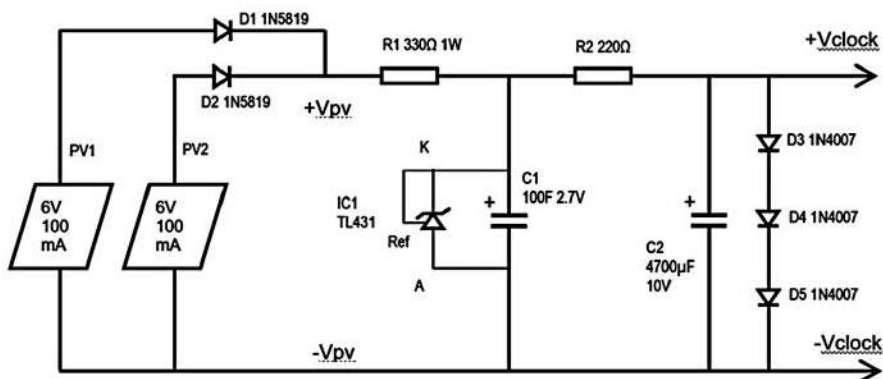 D1 1N5819
R1 330Ω 1W
R2 220Ω
+Vclock
D2 1N5819
+Vpv
PV1
PV2
K
D3 1N4007
6V
100
mA
6V
100
mA
IC1
TL431
Ref
A
+
C1
100F 2.7V
+
C2
4700µF
10V
D4 1N4007
D5 1N4007
-Vpv
-Vclock